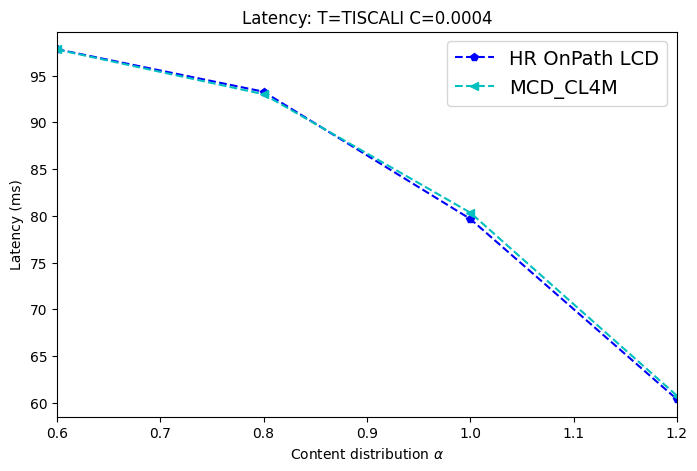 Latency: T=TISCALI C=0.0004
HR OnPath LCD
MCD_CL4M
Latency (ms)
95
90
85
80
75
70
65
60
0.6 0.7 0.8 0.9 1.0 1.1 1.2
Content distribution α